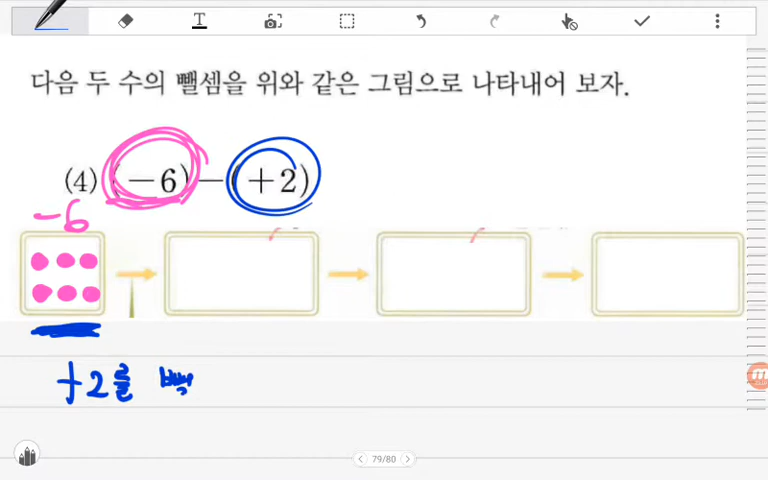 다음 두 수의 뺄셈을 위와 같은 그림으로 나타내어 보자.
(4) (−6)−(+2)
−6
+2를 빽
79/80